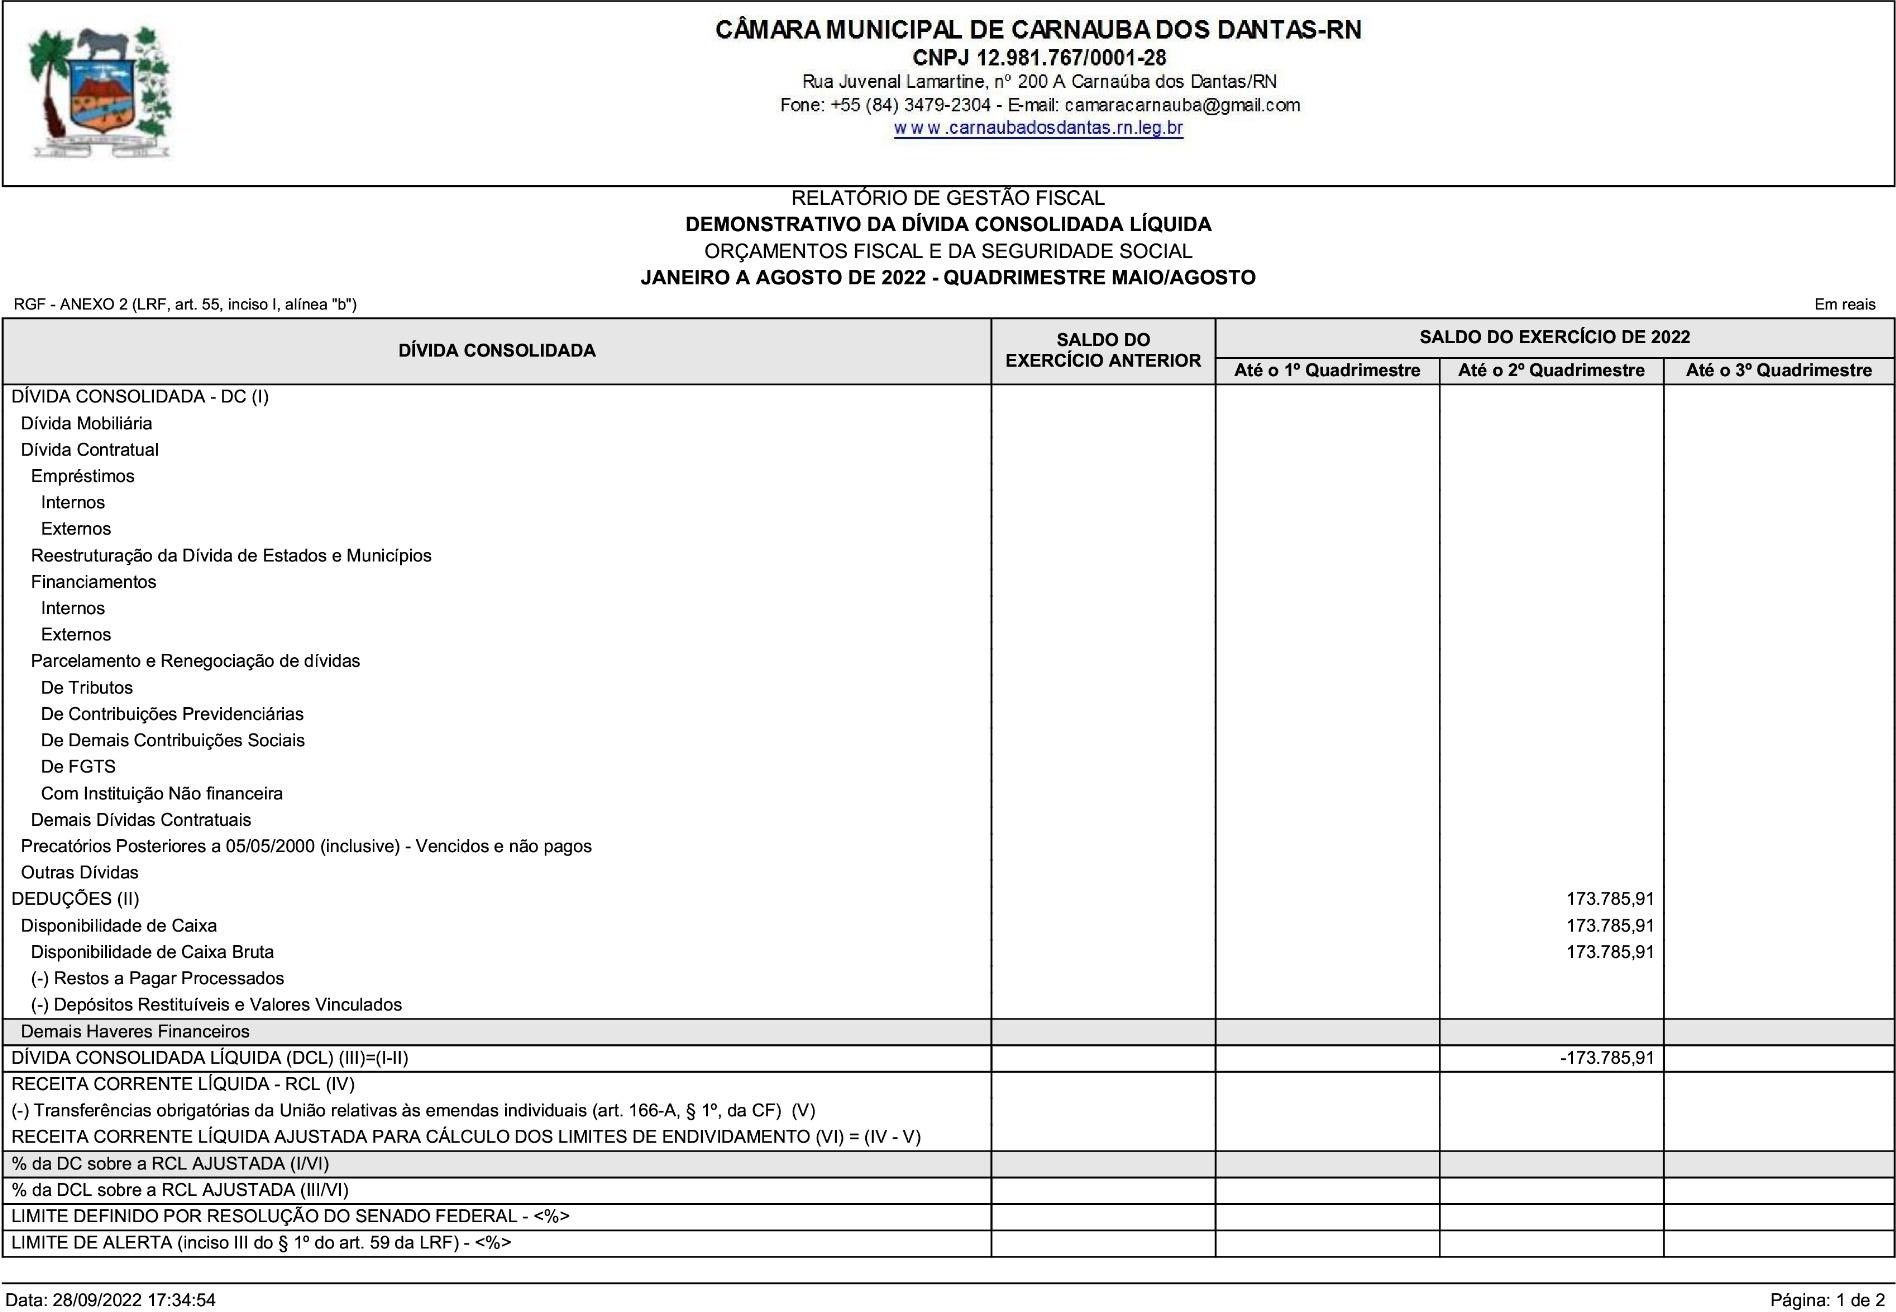 CÂMARA MUNICIPAL DE CARNAUBA DOS DANTAS-RN
CNPJ 12.981.767/0001-28
Rua Juvenal Lamartine, nº 200 A Carnaúba dos Dantas/RN
Fone: +55 (84) 3479-2304 - E-mail: camaracarnauba@gmail.com
w w w .carnaubadosdantas.rn.leg.br
RELATÓRIO DE GESTÃO FISCAL
DEMONSTRATIVO DA DÍVIDA CONSOLIDADA LÍQUIDA
ORÇAMENTOS FISCAL E DA SEGURIDADE SOCIAL
JANEIRO A AGOSTO DE 2022 - QUADRIMESTRE MAIO/AGOSTO
RGF - ANEXO 2 (LRF, art. 55, inciso I, alínea "b") Em reais
DÍVIDA CONSOLIDADA
SALDO DO
EXERCÍCIO ANTERIOR
SALDO DO EXERCÍCIO DE 2022
Até o 1º Quadrimestre Até o 2º Quadrimestre Até o 3º Quadrimestre
DÍVIDA CONSOLIDADA - DC (I)
Dívida Mobiliária
Dívida Contratual
Empréstimos
Internos
Externos
Reestruturação da Dívida de Estados e Municípios
Financiamentos
Internos
Externos
Parcelamento e Renegociação de dívidas
De Tributos
De Contribuições Previdenciárias
De Demais Contribuições Sociais
De FGTS
Com Instituição Não financeira
Demais Dívidas Contratuais
Precatórios Posteriores a 05/05/2000 (inclusive) - Vencidos e não pagos
Outras Dívidas
DEDUÇÕES (II) 173.785,91
Disponibilidade de Caixa 173.785,91
Disponibilidade de Caixa Bruta 173.785,91
(-) Restos a Pagar Processados
(-) Depósitos Restituíveis e Valores Vinculados
Demais Haveres Financeiros
DÍVIDA CONSOLIDADA LÍQUIDA (DCL) (III)=(I-II) -173.785,91
RECEITA CORRENTE LÍQUIDA - RCL (IV)
(-) Transferências obrigatórias da União relativas às emendas individuais (art. 166-A, § 1º, da CF) (V)
RECEITA CORRENTE LÍQUIDA AJUSTADA PARA CÁLCULO DOS LIMITES DE ENDIVIDAMENTO (VI) = (IV - V)
% da DC sobre a RCL AJUSTADA (I/VI)
% da DCL sobre a RCL AJUSTADA (III/VI)
LIMITE DEFINIDO POR RESOLUÇÃO DO SENADO FEDERAL - <%>
LIMITE DE ALERTA (inciso III do § 1º do art. 59 da LRF) - <%>
Data: 28/09/2022 17:34:54 Página: 1 de 2